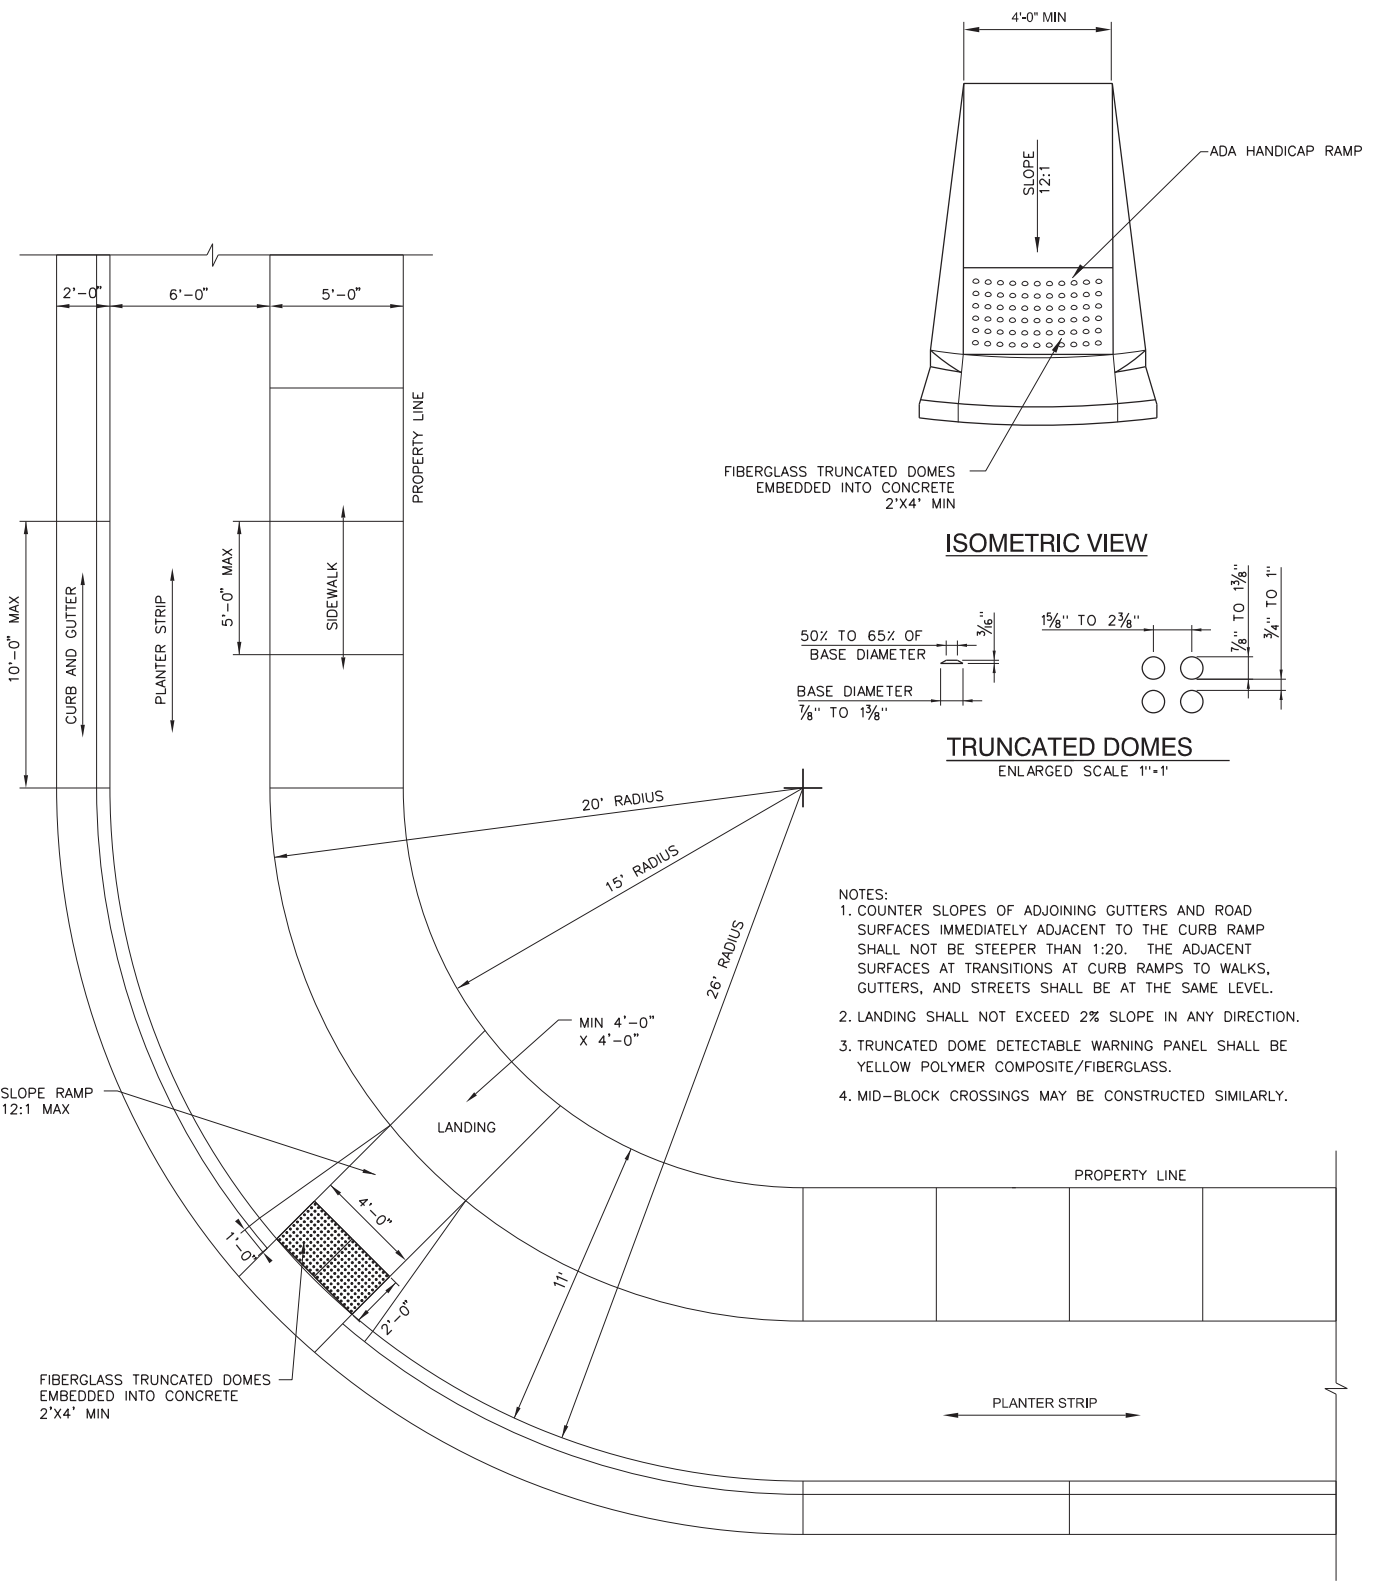 4'-0" MIN
ADA HANDICAP RAMP
SLOPE
12:1
FIBERGLASS TRUNCATED DOMES
EMBEDDED INTO CONCRETE
2'X4' MIN
ISOMETRIC VIEW
2'-0"
6'-0"
5'-0"
PROPERTY LINE
10'-0" MAX
CURB AND GUTTER
PLANTER STRIP
5'-0" MAX
SIDEWALK
50% TO 65% OF
BASE DIAMETER
3/16"
BASE DIAMETER
7/8" TO 1 3/8"
1 5/8" TO 2 3/8"
7/8" TO 1 3/8"
3/4" TO 1"
TRUNCATED DOMES
ENLARGED SCALE 1"=1'
20' RADIUS
15' RADIUS
26' RADIUS
NOTES:
1. COUNTER SLOPES OF ADJOINING GUTTERS AND ROAD
SURFACES IMMEDIATELY ADJACENT TO THE CURB RAMP
SHALL NOT BE STEEPER THAN 1:20. THE ADJACENT
SURFACES AT TRANSITIONS AT CURB RAMPS TO WALKS,
GUTTERS, AND STREETS SHALL BE AT THE SAME LEVEL.
2. LANDING SHALL NOT EXCEED 2% SLOPE IN ANY DIRECTION.
3. TRUNCATED DOME DETECTABLE WARNING PANEL SHALL BE
YELLOW POLYMER COMPOSITE/FIBERGLASS.
4. MID-BLOCK CROSSINGS MAY BE CONSTRUCTED SIMILARLY.
MIN 4'-0"
X 4'-0"
SLOPE RAMP
12:1 MAX
LANDING
4'-0"
1'-0"
2'-0"
11'
PROPERTY LINE
FIBERGLASS TRUNCATED DOMES
EMBEDDED INTO CONCRETE
2'X4' MIN
PLANTER STRIP